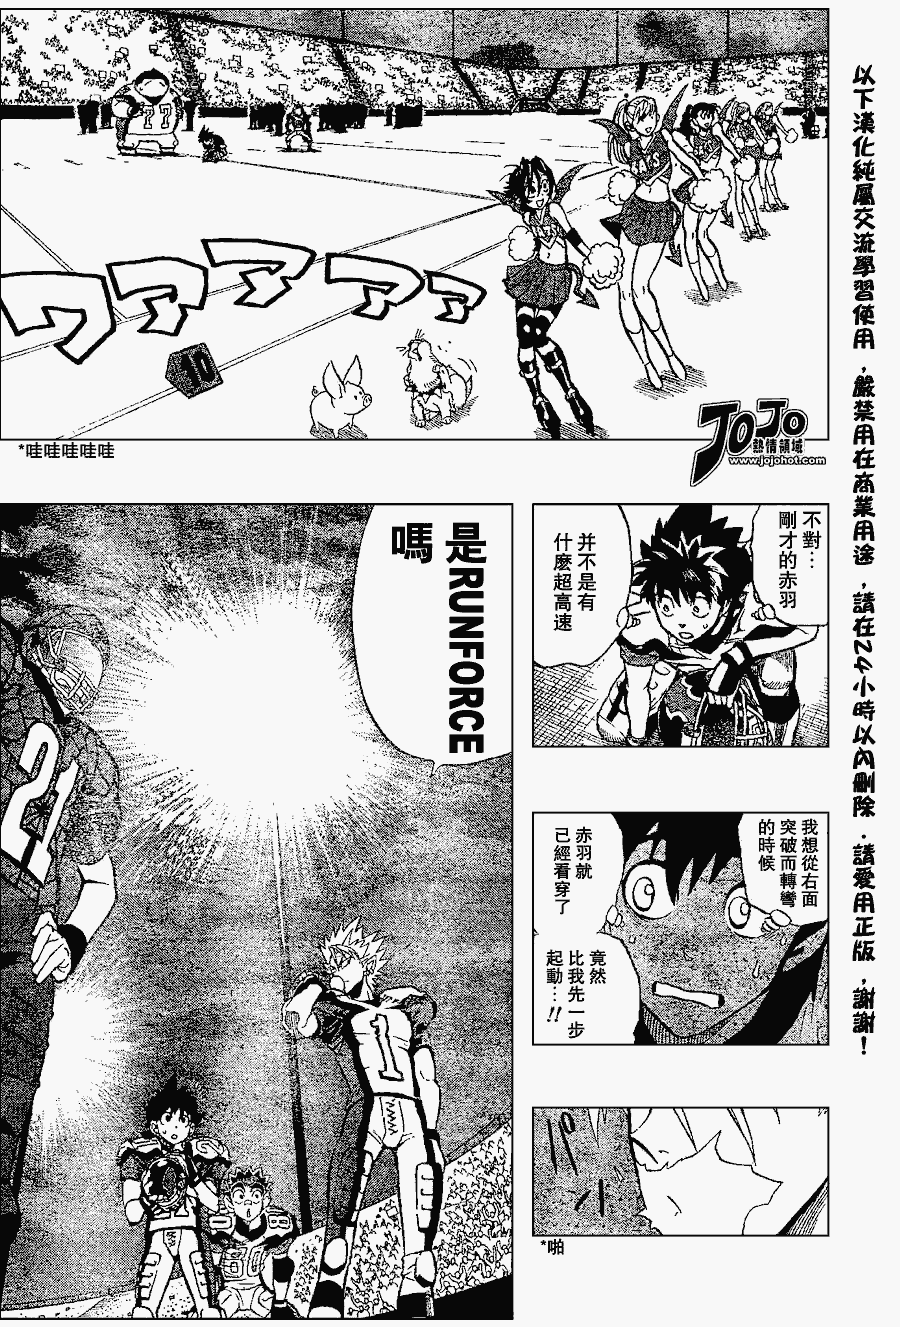 77
ワァァァァ
10
*哇哇哇哇哇
JOJO
熱情領域
www.jojohot.com
不對…
剛才的赤羽
并不是有
什麽超高速
我想從右面
突破而轉彎
的時候
赤羽就
已經看穿了
竟然
比我先一步
起動…!!
パン
*啪
是RUNFORCE
嗎
21
1
80
以下漢化純屬交流學習使用，嚴禁用在商業用途，請在24小時以內刪除．請愛用正版，謝謝！